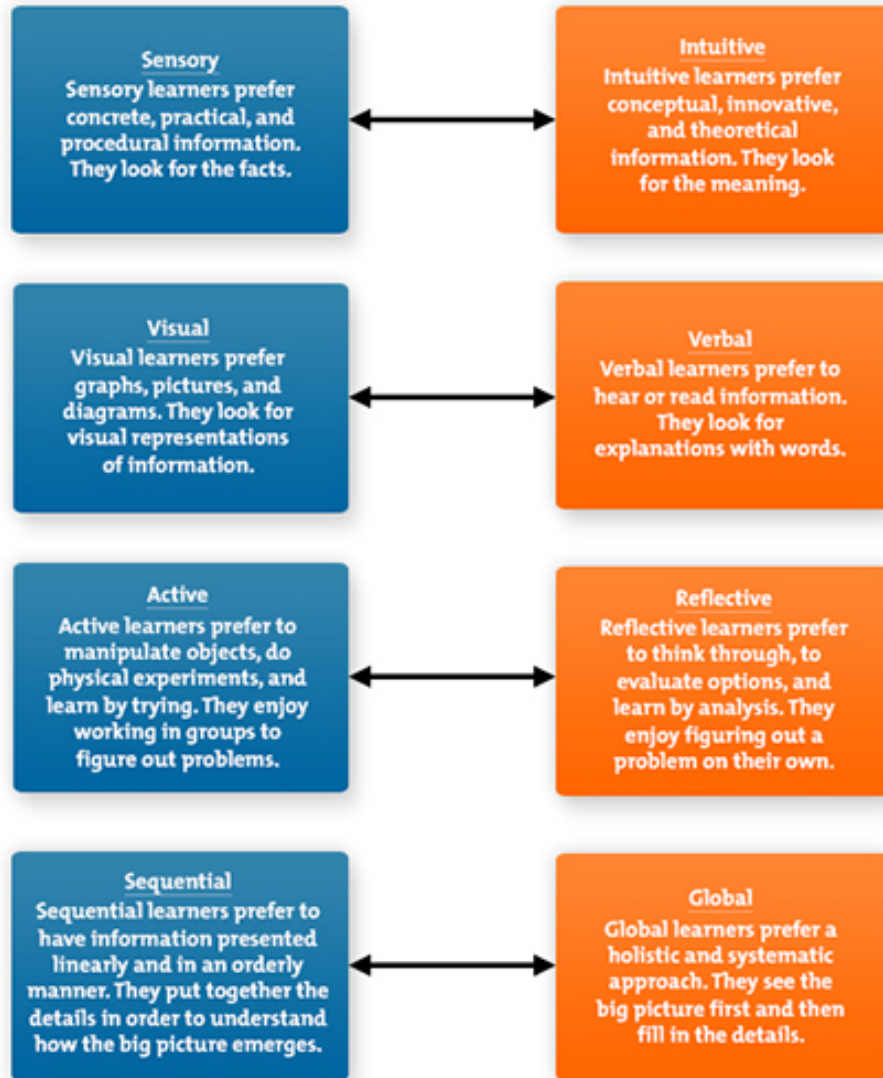 Sensory
Sensory learners prefer
concrete, practical, and
procedural information.
They look for the facts.
Intuitive
Intuitive learners prefer
conceptual, innovative,
and theoretical
information. They look
for the meaning.
Visual
Visual learners prefer
graphs, pictures, and
diagrams. They look for
visual representations
of information.
Verbal
Verbal learners prefer to
hear or read information.
They look for
explanations with words.
Active
Active learners prefer to
manipulate objects, do
physical experiments, and
learn by trying. They enjoy
working in groups to
figure out problems.
Reflective
Reflective learners prefer
to think through, to
evaluate options, and
learn by analysis. They
enjoy figuring out a
problem on their own.
Sequential
Sequential learners prefer to
have information presented
linearly and in an orderly
manner. They put together the
details in order to understand
how the big picture emerges.
Global
Global learners prefer a
holistic and systematic
approach. They see the
big picture first and then
fill in the details.